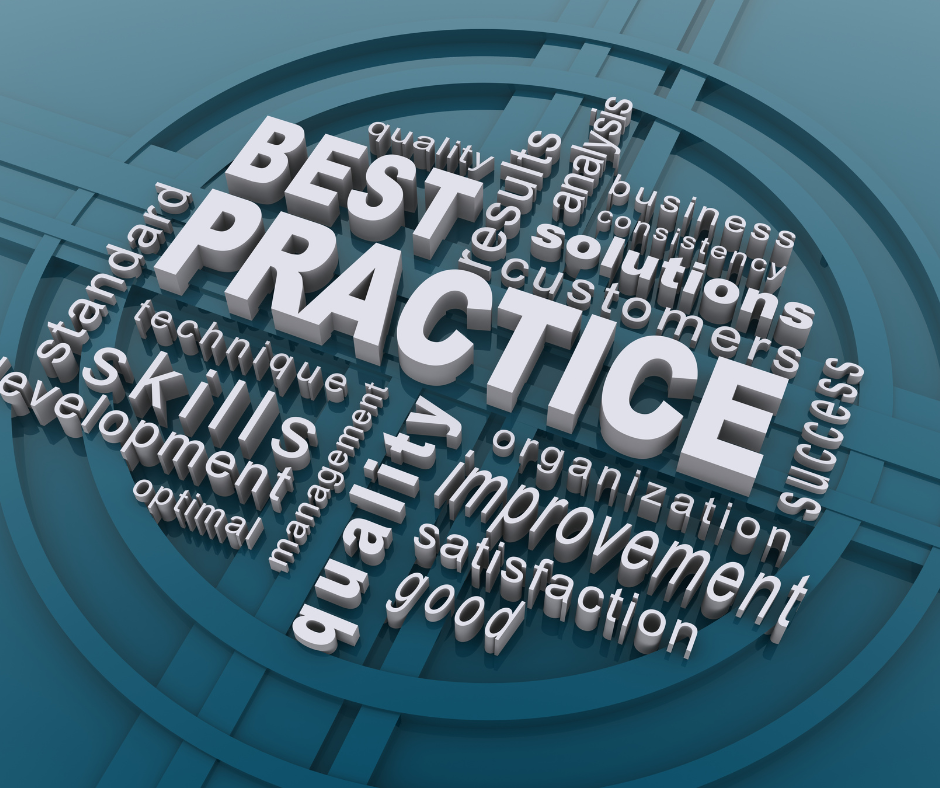 BEST
quality
PRACTICE
results
analysis
business
consistency
solutions
customers
standard
technique
skills
development
optimal
management
quality
organization
improvement
satisfaction
good
success